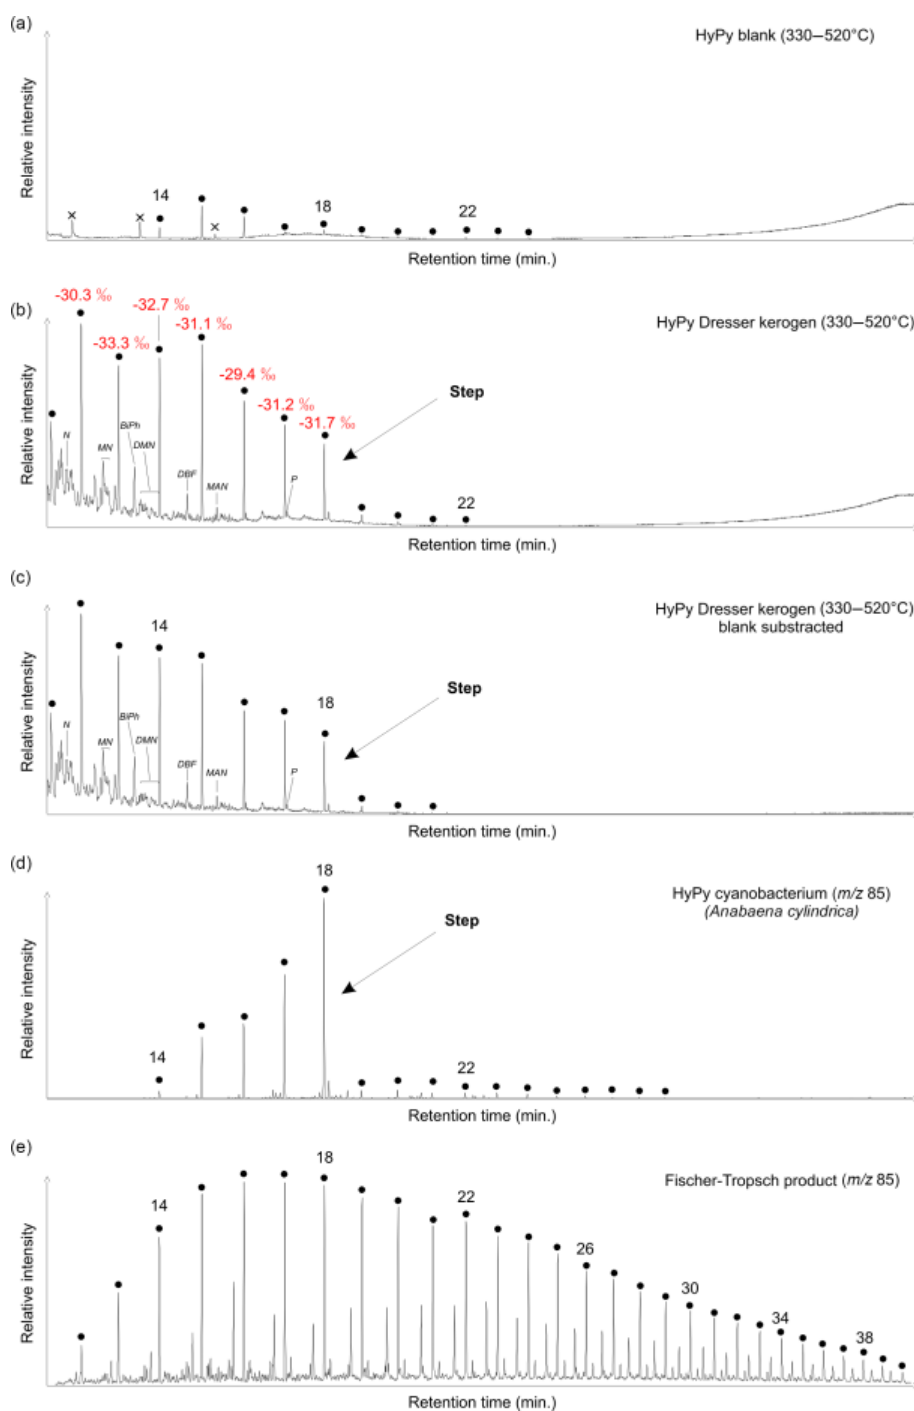 (a)
HyPy blank (330–520°C)
Relative intensity
× × 14 × 18 22
Retention time (min.)
(b)
-30.3 ‰ -32.7 ‰
-33.3 ‰ -31.1 ‰
HyPy Dresser kerogen (330–520°C)
-29.4 ‰
-31.2 ‰
-31.7 ‰
Step
Relative intensity
N MN BiPh DMN DBF MAN P
22
Retention time (min.)
(c)
HyPy Dresser kerogen (330–520°C)
blank substracted
14
18
Step
Relative intensity
N MN BiPh DMN DBF MAN P
Retention time (min.)
(d)
18
HyPy cyanobacterium (m/z 85)
(Anabaena cylindrica)
Step
Relative intensity
14 22
Retention time (min.)
(e)
Fischer-Tropsch product (m/z 85)
Relative intensity
14 18 22 26 30 34 38
Retention time (min.)